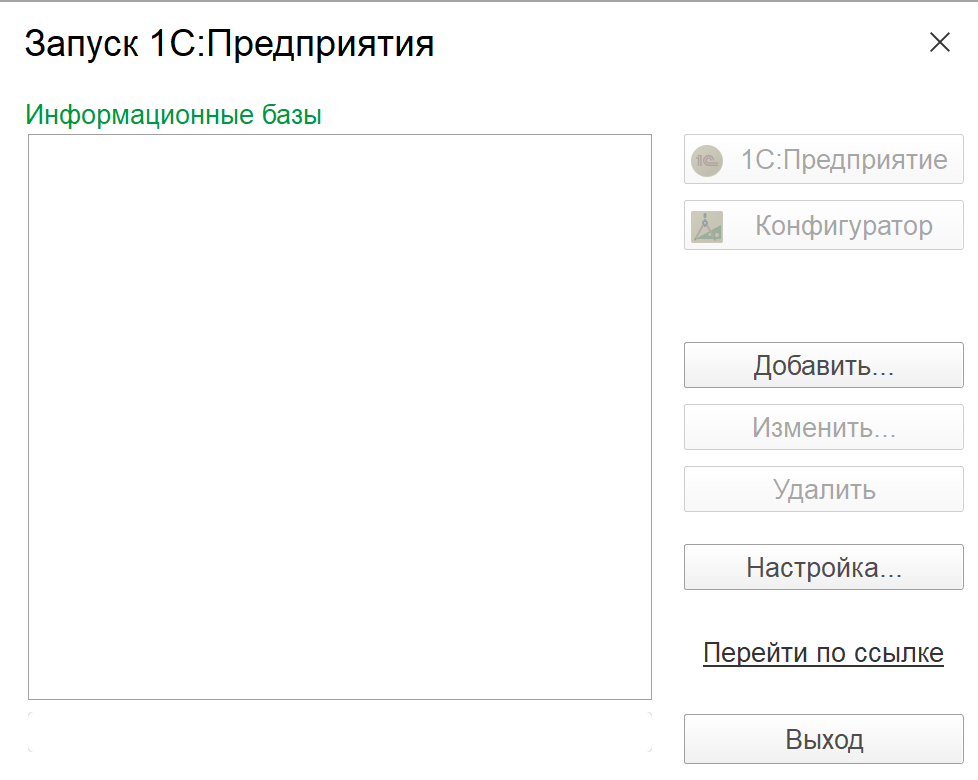 Запуск 1С:Предприятия
Информационные базы
1С:Предприятие
Конфигуратор
Добавить...
Изменить...
Удалить
Настройка...
Перейти по ссылке
Выход